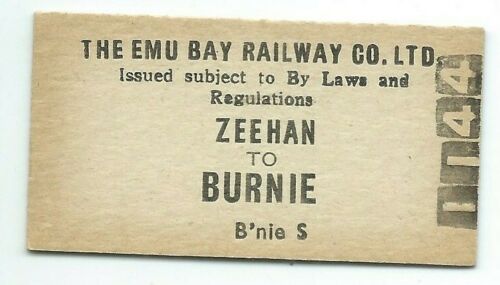 THE EMU BAY RAILWAY CO. LTD.
Issued subject to By Laws and
Regulations
ZEEHAN
TO
BURNIE
B'nie S
1144